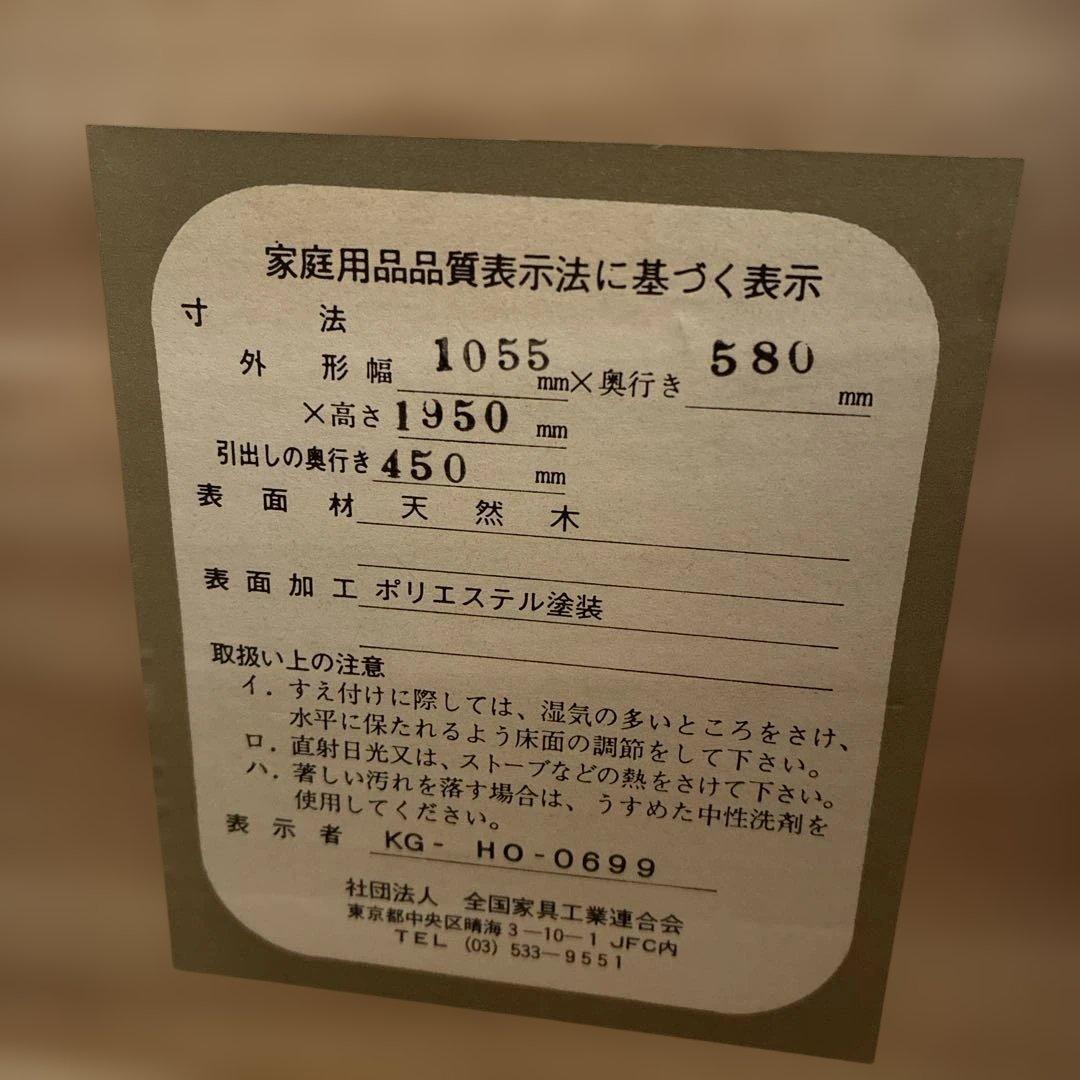 家庭用品品質表示法に基づく表示
寸法
外形幅 1055 mm×奥行き 580 mm
×高さ 1950 mm
引出しの奥行き 450 mm
表面材 天然木
表面加工 ポリエステル塗装
取扱い上の注意
イ．すえ付けに際しては、湿気の多いところをさけ、
水平に保たれるよう床面の調節をして下さい。
ロ．直射日光又は、ストーブなどの熱をさけて下さい。
ハ．著しい汚れを落す場合は、うすめた中性洗剤を
使用してください。
表示者 KG- HO-0699
社団法人 全国家具工業連合会
東京都中央区晴海3―10―1 JFC内
TEL (03) 533―9551